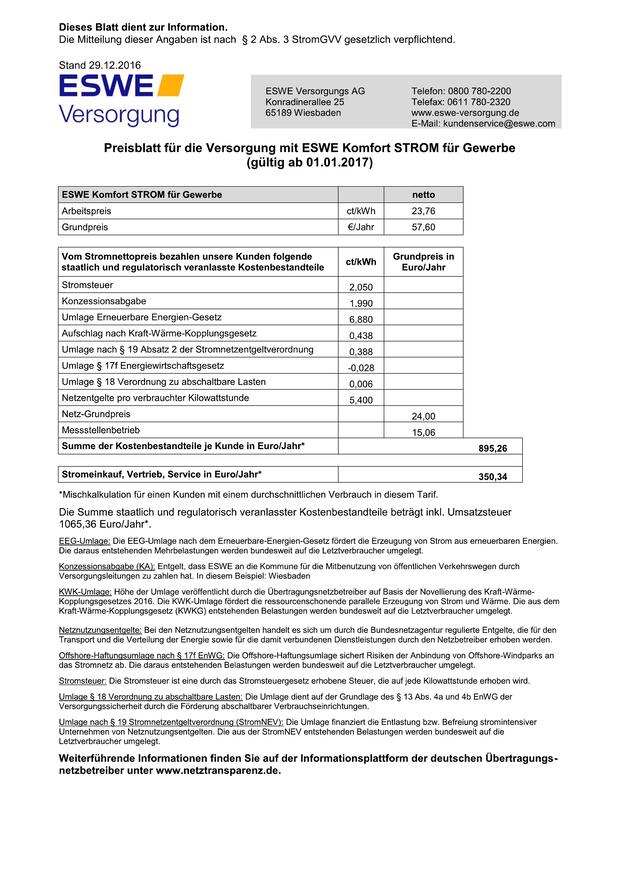 Dieses Blatt dient zur Information.
Die Mitteilung dieser Angaben ist nach § 2 Abs. 3 StromGVV gesetzlich verpflichtend.
Stand 29.12.2016
ESWE
Versorgung
ESWE Versorgungs AG
Konradinerallee 25
65189 Wiesbaden
Telefon: 0800 780-2200
Telefax: 0611 780-2320
www.eswe-versorgung.de
E-Mail: kundenservice@eswe.com
Preisblatt für die Versorgung mit ESWE Komfort STROM für Gewerbe
(gültig ab 01.01.2017)
ESWE Komfort STROM für Gewerbe netto
Arbeitspreis ct/kWh 23,76
Grundpreis €/Jahr 57,60
Vom Stromnettopreis bezahlen unsere Kunden folgende
staatlich und regulatorisch veranlasste Kostenbestandteile
ct/kWh
Grundpreis in
Euro/Jahr
Stromsteuer 2,050
Konzessionsabgabe 1,990
Umlage Erneuerbare Energien-Gesetz 6,880
Aufschlag nach Kraft-Wärme-Kopplungsgesetz 0,438
Umlage nach § 19 Absatz 2 der Stromnetzentgeltverordnung 0,388
Umlage § 17f Energiewirtschaftsgesetz -0,028
Umlage § 18 Verordnung zu abschaltbare Lasten 0,006
Netzentgelte pro verbrauchter Kilowattstunde 5,400
Netz-Grundpreis 24,00
Messstellenbetrieb 15,06
Summe der Kostenbestandteile je Kunde in Euro/Jahr* 895,26
Stromeinkauf, Vertrieb, Service in Euro/Jahr* 350,34
*Mischkalkulation für einen Kunden mit einem durchschnittlichen Verbrauch in diesem Tarif.
Die Summe staatlich und regulatorisch veranlasster Kostenbestandteile beträgt inkl. Umsatzsteuer
1065,36 Euro/Jahr*.
EEG-Umlage: Die EEG-Umlage nach dem Erneuerbare-Energien-Gesetz fördert die Erzeugung von Strom aus erneuerbaren Energien.
Die daraus entstehenden Mehrbelastungen werden bundesweit auf die Letztverbraucher umgelegt.
Konzessionsabgabe (KA): Entgelt, dass ESWE an die Kommune für die Mitbenutzung von öffentlichen Verkehrswegen durch
Versorgungsleitungen zu zahlen hat. In diesem Beispiel: Wiesbaden
KWK-Umlage: Höhe der Umlage veröffentlicht durch die Übertragungsnetzbetreiber auf Basis der Novellierung des Kraft-Wärme-
Kopplungsgesetzes 2016. Die KWK-Umlage fördert die ressourcenschonende parallele Erzeugung von Strom und Wärme. Die aus dem
Kraft-Wärme-Kopplungsgesetz (KWKG) entstehenden Belastungen werden bundesweit auf die Letztverbraucher umgelegt.
Netznutzungsentgelte: Bei den Netznutzungsentgelten handelt es sich um durch die Bundesnetzagentur regulierte Entgelte, die für den
Transport und die Verteilung der Energie sowie für die damit verbundenen Dienstleistungen durch den Netzbetreiber erhoben werden.
Offshore-Haftungsumlage nach § 17f EnWG: Die Offshore-Haftungsumlage sichert Risiken der Anbindung von Offshore-Windparks an
das Stromnetz ab. Die daraus entstehenden Belastungen werden bundesweit auf die Letztverbraucher umgelegt.
Stromsteuer: Die Stromsteuer ist eine durch das Stromsteuergesetz erhobene Steuer, die auf jede Kilowattstunde erhoben wird.
Umlage § 18 Verordnung zu abschaltbare Lasten: Die Umlage dient auf der Grundlage des § 13 Abs. 4a und 4b EnWG der
Versorgungssicherheit durch die Förderung abschaltbarer Verbrauchseinrichtungen.
Umlage nach § 19 Stromnetzentgeltverordnung (StromNEV): Die Umlage finanziert die Entlastung bzw. Befreiung stromintensiver
Unternehmen von Netznutzungsentgelten. Die aus der StromNEV entstehenden Belastungen werden bundesweit auf die
Letztverbraucher umgelegt.
Weiterführende Informationen finden Sie auf der Informationsplattform der deutschen Übertragungs-
netzbetreiber unter www.netztransparenz.de.